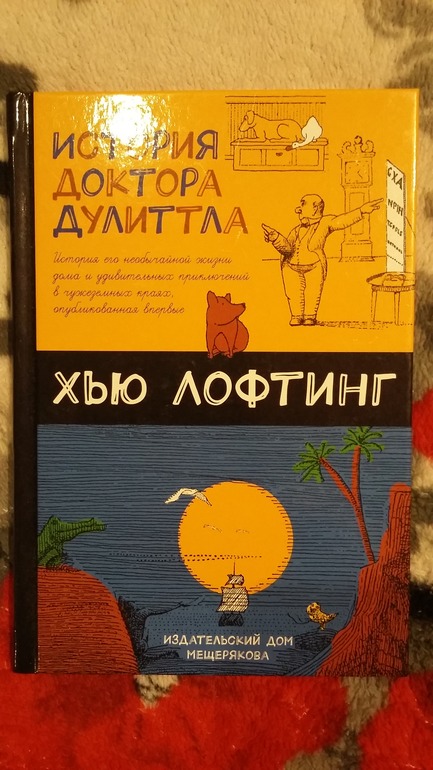 ИСТОРИЯ
ДОКТОРА
ДУЛИТТЛА
История его необычайной жизни
дома и удивительных приключений
в чужеземных краях,
опубликованная впервые
ХЬЮ ЛОФТИНГ
ИЗДАТЕЛЬСКИЙ ДОМ
МЕЩЕРЯКОВА